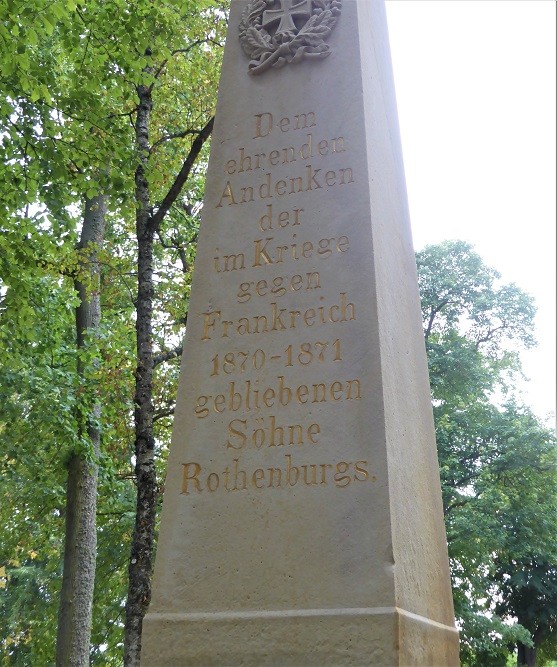 Dem
ehrenden
Andenken
der
im Kriege
gegen
Frankreich
1870-1871
gebliebenen
Söhne
Rothenburgs.